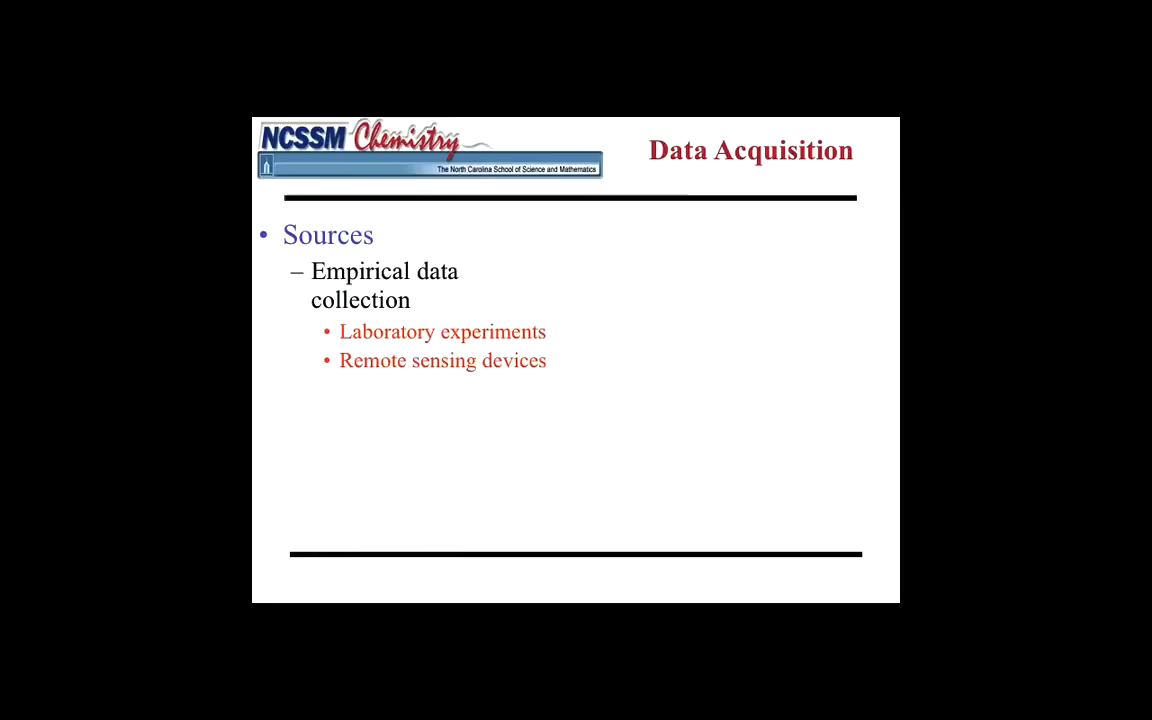 NCSSM Chemistry
The North Carolina School of Science and Mathematics
Data Acquisition
• Sources
– Empirical data
collection
• Laboratory experiments
• Remote sensing devices